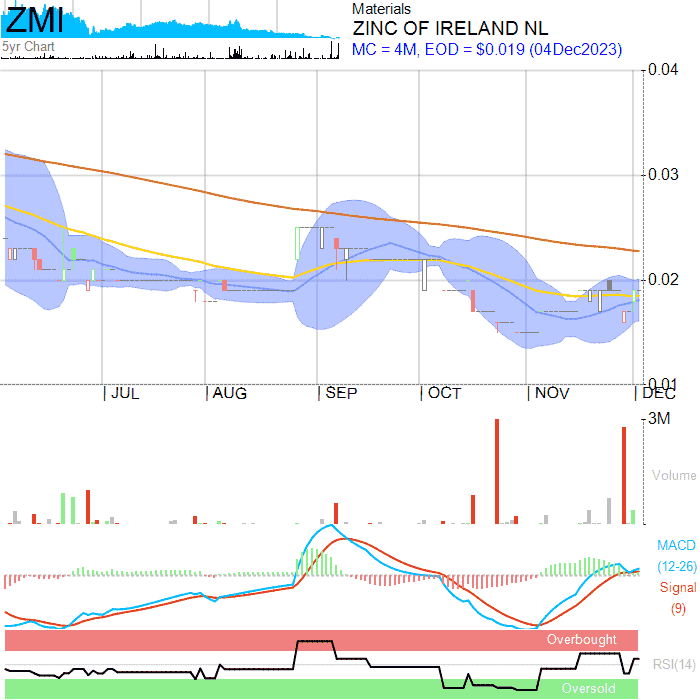 ZMI
5yr Chart
Materials
ZINC OF IRELAND NL
MC = 4M, EOD = $0.019 (04Dec2023)
0.04
0.03
0.02
0.01
JUL
AUG
SEP
OCT
NOV
DEC
3M
Volume
MACD
(12-26)
Signal
(9)
Overbought
RSI(14)
Oversold